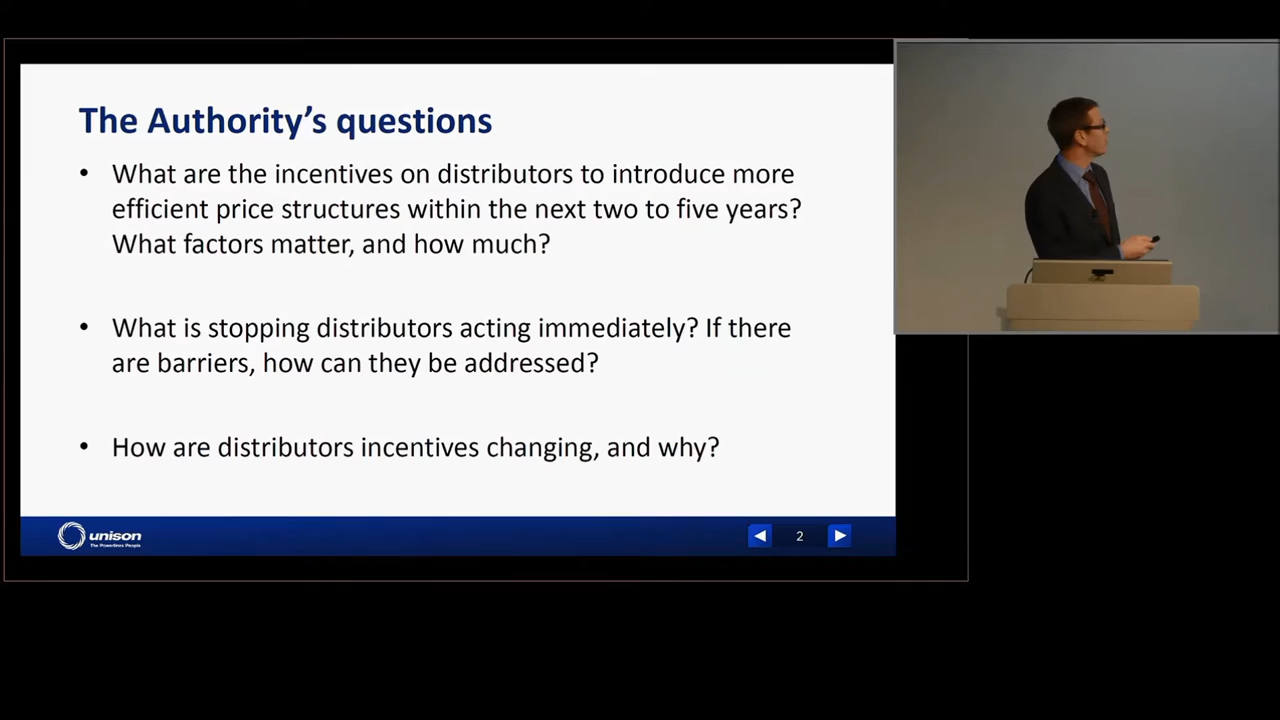 The Authority's questions
• What are the incentives on distributors to introduce more
efficient price structures within the next two to five years?
What factors matter, and how much?
• What is stopping distributors acting immediately? If there
are barriers, how can they be addressed?
• How are distributors incentives changing, and why?
unison
The Powerlines People
2